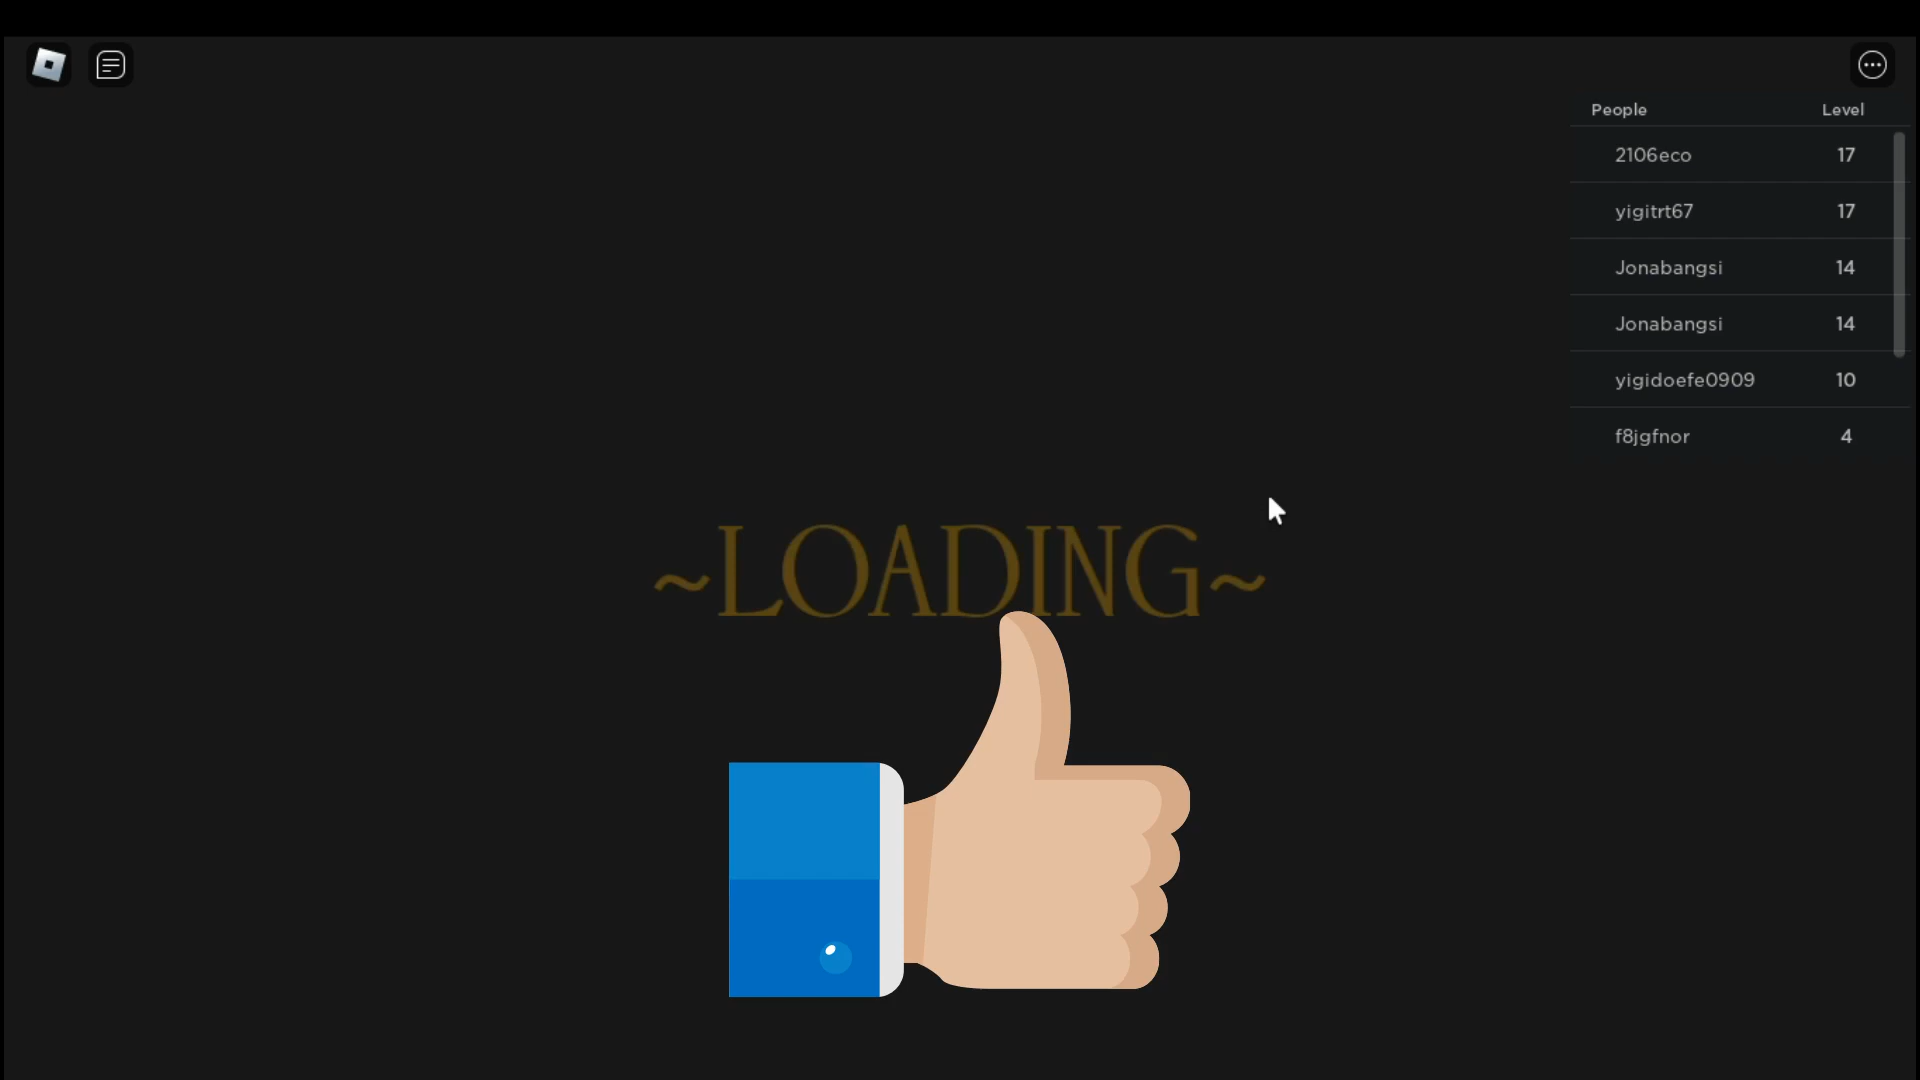 People Level
2106eco 17
yigitrt67 17
Jonabangsi 14
Jonabangsi 14
yigidoefe0909 10
f8jgfnor 4
~LOADING~